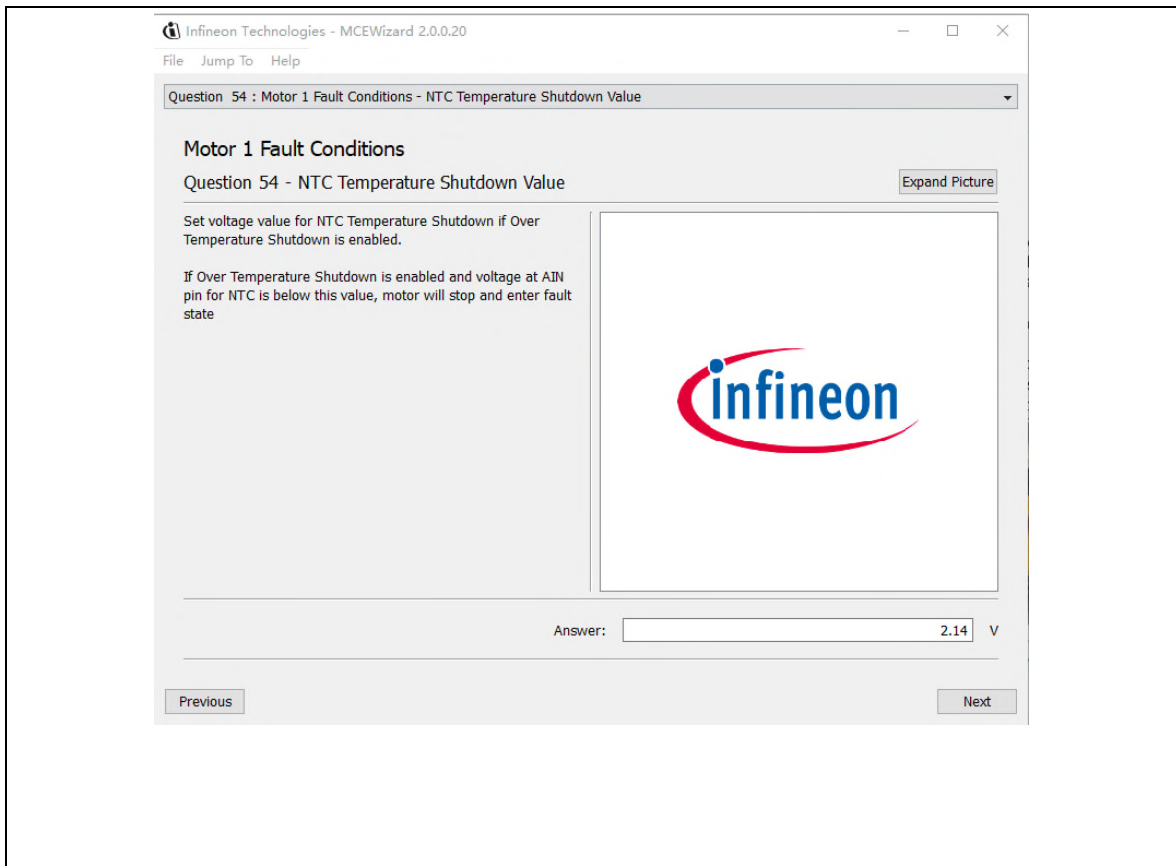 Infineon Technologies - MCEWizard 2.0.0.20
File Jump To Help
Question 54 : Motor 1 Fault Conditions - NTC Temperature Shutdown Value
Motor 1 Fault Conditions
Question 54 - NTC Temperature Shutdown Value
Expand Picture
Set voltage value for NTC Temperature Shutdown if Over
Temperature Shutdown is enabled.
If Over Temperature Shutdown is enabled and voltage at AIN
pin for NTC is below this value, motor will stop and enter fault
state
infineon
Answer: 2.14 V
Previous Next